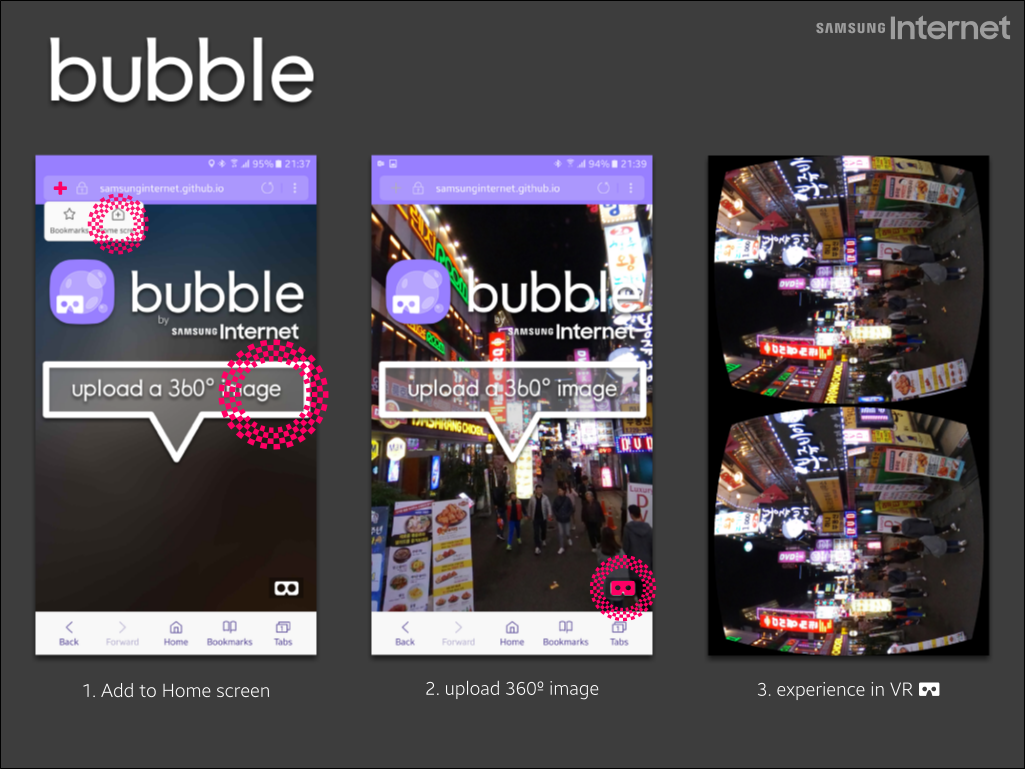 SAMSUNG Internet
bubble
95% 21:37
samsunginternet.github.io
Bookmarks
bubble
by
SAMSUNG Internet
upload a 360° image
Back Forward Home Bookmarks Tabs
94% 21:39
samsunginternet.github.io
bubble
by
SAMSUNG Internet
upload a 360° image
Back Forward Home Bookmarks Tabs
1. Add to Home screen
2. upload 360º image
3. experience in VR